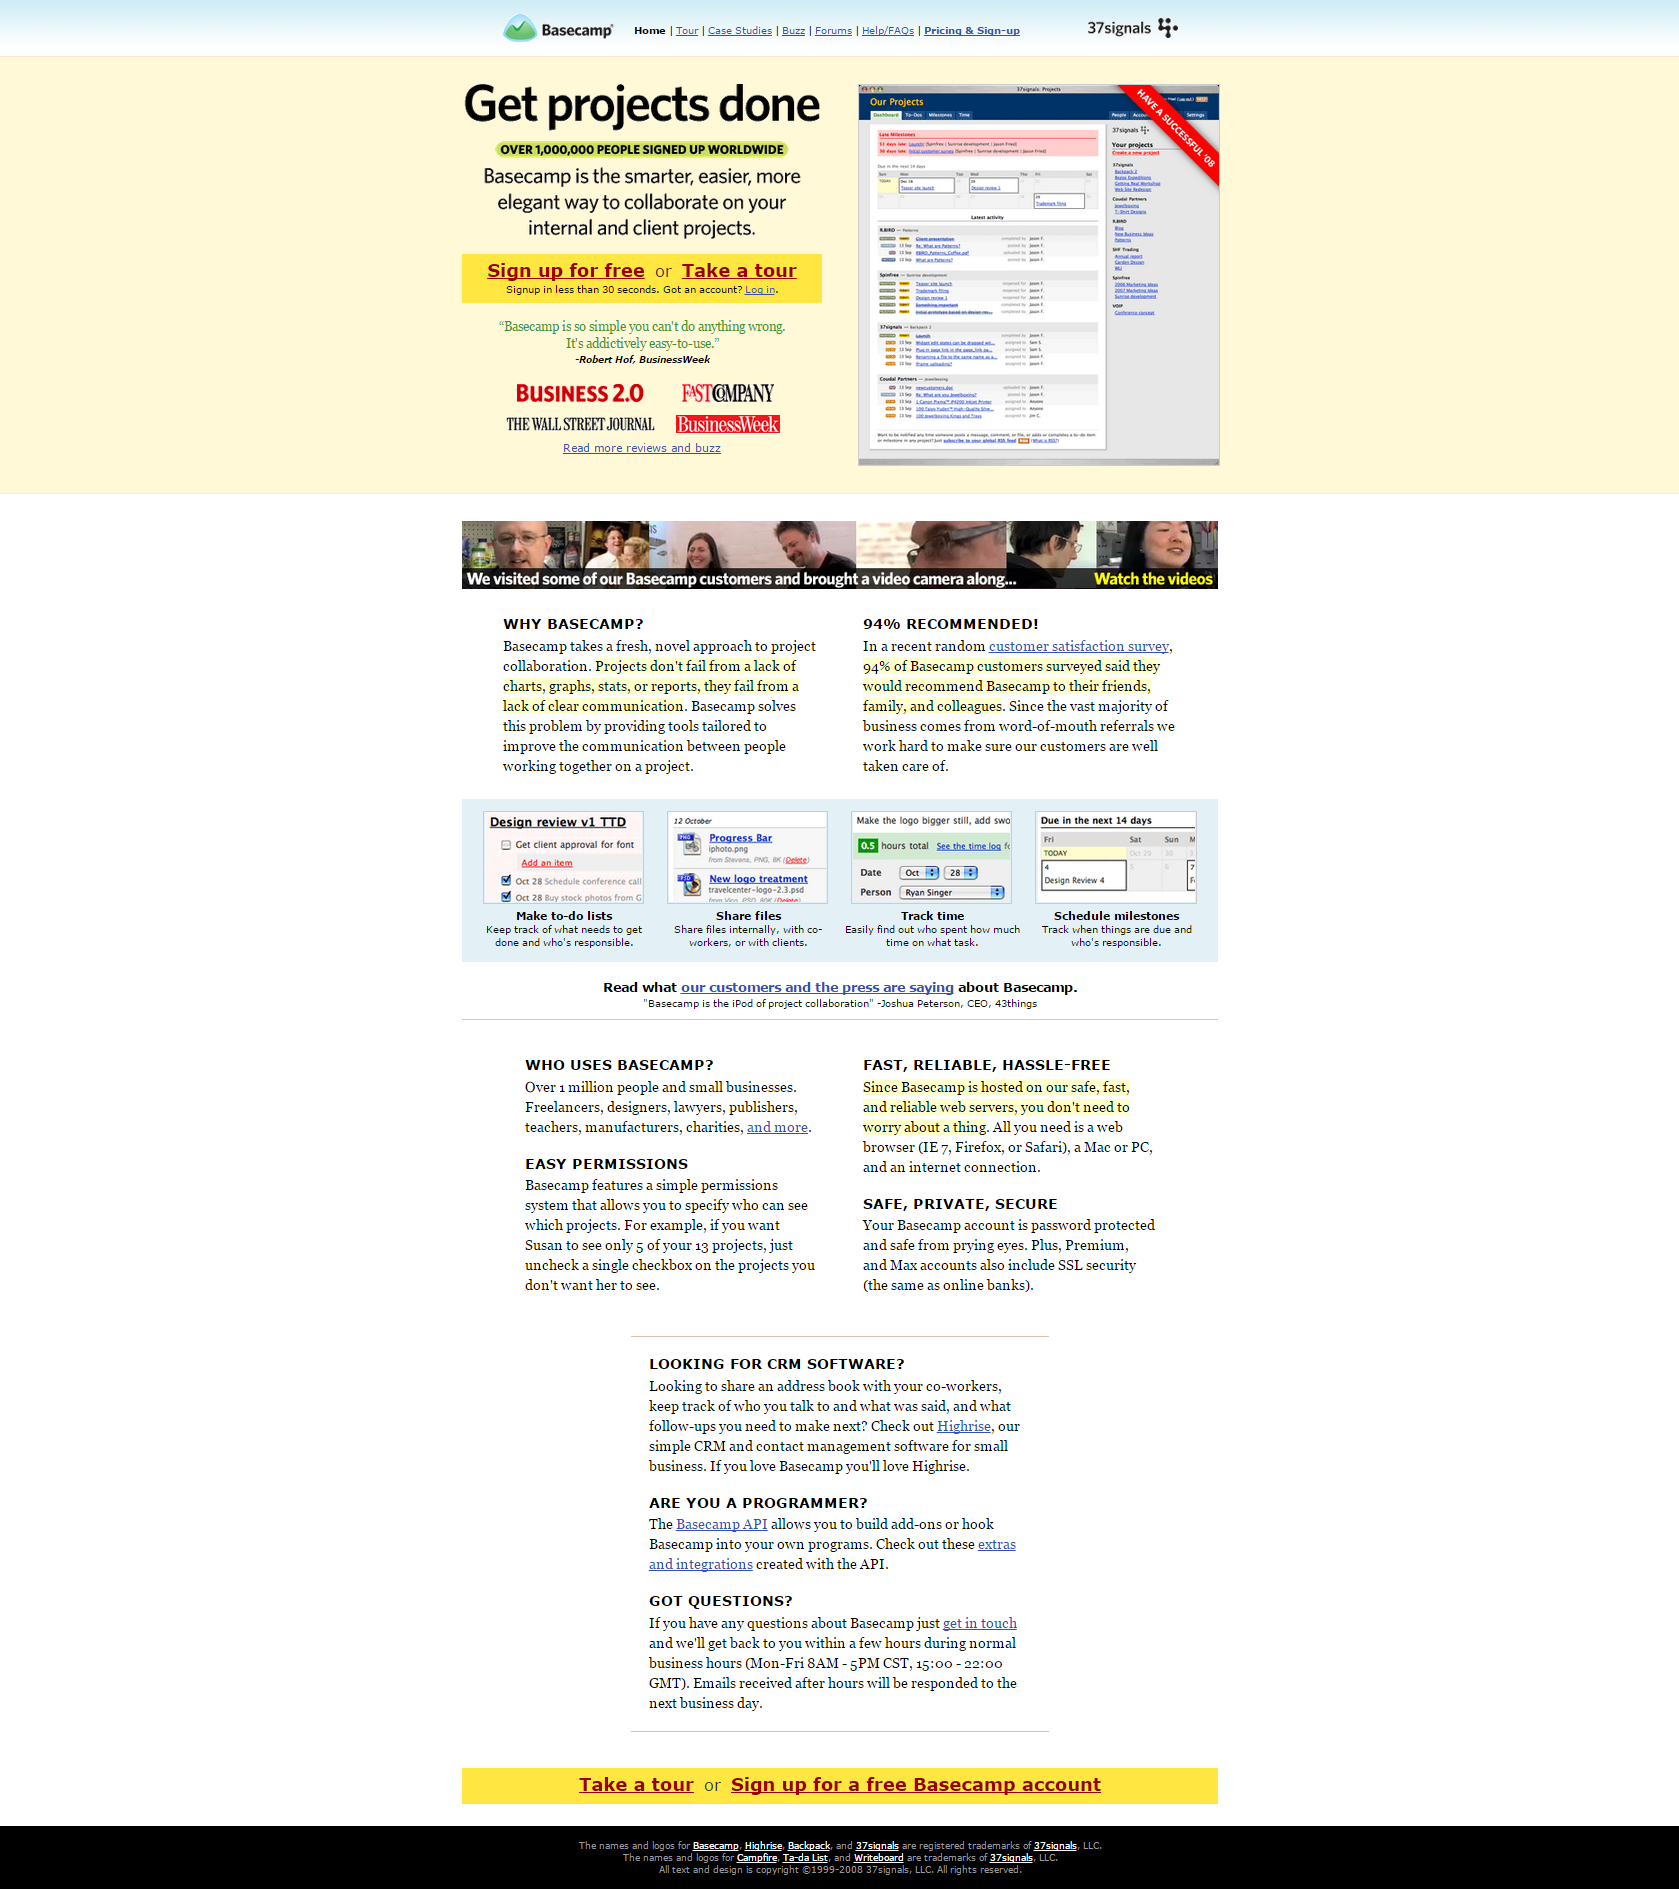 Basecamp®
Home | Tour | Case Studies | Buzz | Forums | Help/FAQs | Pricing & Sign-up
37signals
Get projects done
OVER 1,000,000 PEOPLE SIGNED UP WORLDWIDE
Basecamp is the smarter, easier, more
elegant way to collaborate on your
internal and client projects.
Sign up for free or Take a tour
Signup in less than 30 seconds. Got an account? Log in.
“Basecamp is so simple you can't do anything wrong.
It's addictively easy-to-use.”
-Robert Hof, BusinessWeek
BUSINESS 2.0
FAST COMPANY
THE WALL STREET JOURNAL
BusinessWeek
Read more reviews and buzz
37signals: Projects
Our Projects
HAVE A SUCCESSFUL '08
Dashboard To-Dos Milestones Time
People
Settings
37signals
Late Milestones
Your projects
Create a new project
Due in the next 14 days
Latest activity
We visited some of our Basecamp customers and brought a video camera along...
Watch the videos
WHY BASECAMP?
Basecamp takes a fresh, novel approach to project
collaboration. Projects don't fail from a lack of
charts, graphs, stats, or reports, they fail from a
lack of clear communication. Basecamp solves
this problem by providing tools tailored to
improve the communication between people
working together on a project.
94% RECOMMENDED!
In a recent random customer satisfaction survey,
94% of Basecamp customers surveyed said they
would recommend Basecamp to their friends,
family, and colleagues. Since the vast majority of
business comes from word-of-mouth referrals we
work hard to make sure our customers are well
taken care of.
Design review v1 TTD
Get client approval for font
Add an item
Oct 28 Schedule conference call
Oct 28 Buy stock photos from G
Make to-do lists
Keep track of what needs to get
done and who's responsible.
12 October
Progress Bar
iphoto.png
from Stevens, PNG, 8K (Delete)
New logo treatment
travelcenter-logo-2.3.psd
Share files
Share files internally, with co-
workers, or with clients.
Make the logo bigger still, add swo
0.5 hours total See the time log fo
Date Oct 28
Person Ryan Singer
Track time
Easily find out who spent how much
time on what task.
Due in the next 14 days
Fri Sat Sun M
TODAY Oct 29 30
4
Design Review 4
Schedule milestones
Track when things are due and
who's responsible.
Read what our customers and the press are saying about Basecamp.
"Basecamp is the iPod of project collaboration" -Joshua Peterson, CEO, 43things
WHO USES BASECAMP?
Over 1 million people and small businesses.
Freelancers, designers, lawyers, publishers,
teachers, manufacturers, charities, and more.
EASY PERMISSIONS
Basecamp features a simple permissions
system that allows you to specify who can see
which projects. For example, if you want
Susan to see only 5 of your 13 projects, just
uncheck a single checkbox on the projects you
don't want her to see.
FAST, RELIABLE, HASSLE-FREE
Since Basecamp is hosted on our safe, fast,
and reliable web servers, you don't need to
worry about a thing. All you need is a web
browser (IE 7, Firefox, or Safari), a Mac or PC,
and an internet connection.
SAFE, PRIVATE, SECURE
Your Basecamp account is password protected
and safe from prying eyes. Plus, Premium,
and Max accounts also include SSL security
(the same as online banks).
LOOKING FOR CRM SOFTWARE?
Looking to share an address book with your co-workers,
keep track of who you talk to and what was said, and what
follow-ups you need to make next? Check out Highrise, our
simple CRM and contact management software for small
business. If you love Basecamp you'll love Highrise.
ARE YOU A PROGRAMMER?
The Basecamp API allows you to build add-ons or hook
Basecamp into your own programs. Check out these extras
and integrations created with the API.
GOT QUESTIONS?
If you have any questions about Basecamp just get in touch
and we'll get back to you within a few hours during normal
business hours (Mon-Fri 8AM - 5PM CST, 15:00 - 22:00
GMT). Emails received after hours will be responded to the
next business day.
Take a tour or Sign up for a free Basecamp account
The names and logos for Basecamp, Highrise, Backpack, and 37signals are registered trademarks of 37signals, LLC.
The names and logos for Campfire, Ta-da List, and Writeboard are trademarks of 37signals, LLC.
All text and design is copyright ©1999-2008 37signals, LLC. All rights reserved.